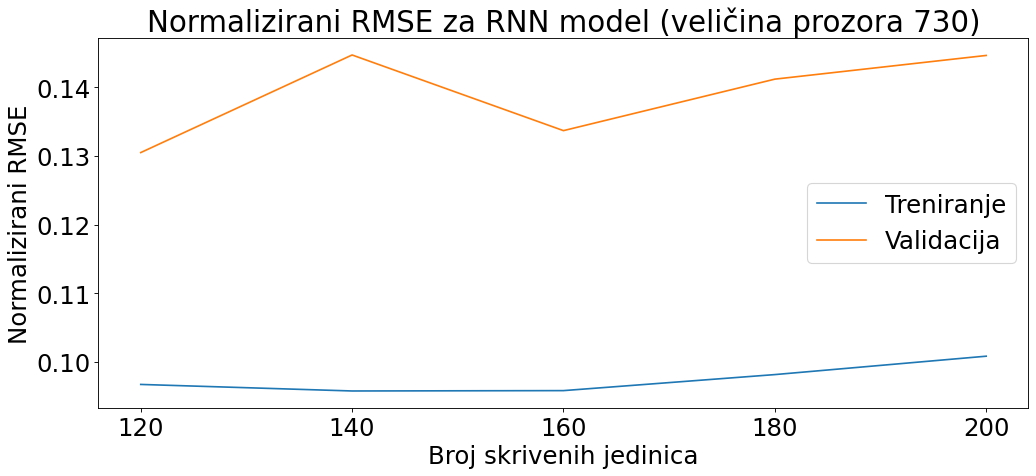 Normalizirani RMSE za RNN model (veličina prozora 730)
Normalizirani RMSE
0.14
0.13
0.12
0.11
0.10
Treniranje
Validacija
120 140 160 180 200
Broj skrivenih jedinica